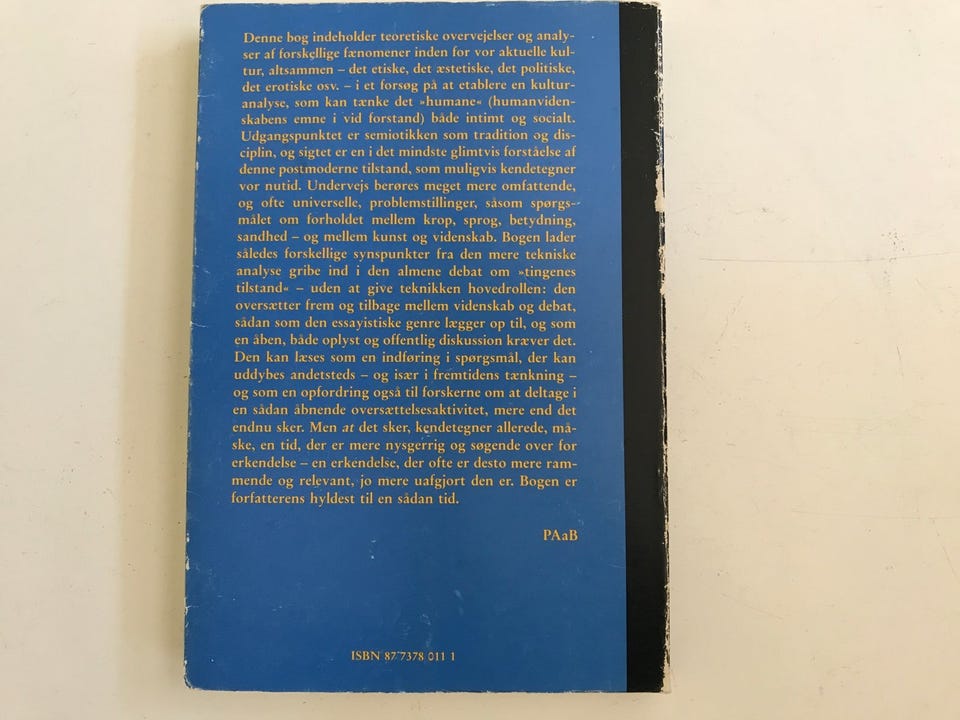 Denne bog indeholder teoretiske overvejelser og analy-
ser af forskellige fænomener inden for vor aktuelle kul-
tur, altsammen – det etiske, det æstetiske, det politiske,
det erotiske osv. – i et forsøg på at etablere en kultur-
analyse, som kan tænke det »humane« (humanviden-
skabens emne i vid forstand) både intimt og socialt.
Udgangspunktet er semiotikken som tradition og dis-
ciplin, og sigtet er en i det mindste glimtvis forståelse af
denne postmoderne tilstand, som muligvis kendetegner
vor nutid. Undervejs berøres meget mere omfattende,
og ofte universelle, problemstillinger, såsom spørgs-
målet om forholdet mellem krop, sprog, betydning,
sandhed – og mellem kunst og videnskab. Bogen lader
således forskellige synspunkter fra den mere tekniske
analyse gribe ind i den almene debat om »tingenes
tilstand« – uden at give teknikken hovedrollen: den
oversætter frem og tilbage mellem videnskab og debat,
sådan som den essayistiske genre lægger op til, og som
en åben, både oplyst og offentlig diskussion kræver det.
Den kan læses som en indføring i spørgsmål, der kan
uddybes andetsteds – og især i fremtidens tænkning –
og som en opfordring også til forskerne om at deltage i
en sådan åbnende oversættelsesaktivitet, mere end det
endnu sker. Men at det sker, kendetegner allerede, må-
ske, en tid, der er mere nysgerrig og søgende over for
erkendelse – en erkendelse, der ofte er desto mere ram-
mende og relevant, jo mere uafgjort den er. Bogen er
forfatterens hyldest til en sådan tid.
PAaB
ISBN 87 7378 011 1